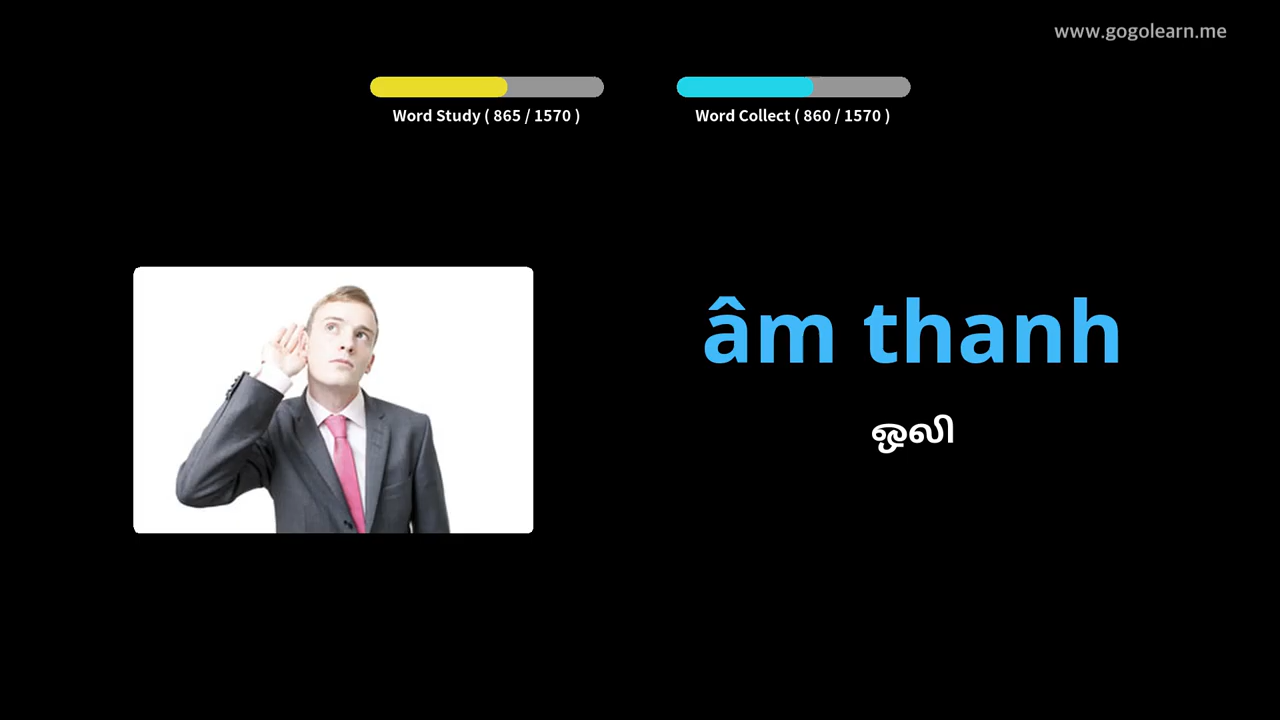 www.gogolearn.me
Word Study ( 865 / 1570 )
Word Collect ( 860 / 1570 )
âm thanh
ஒலி